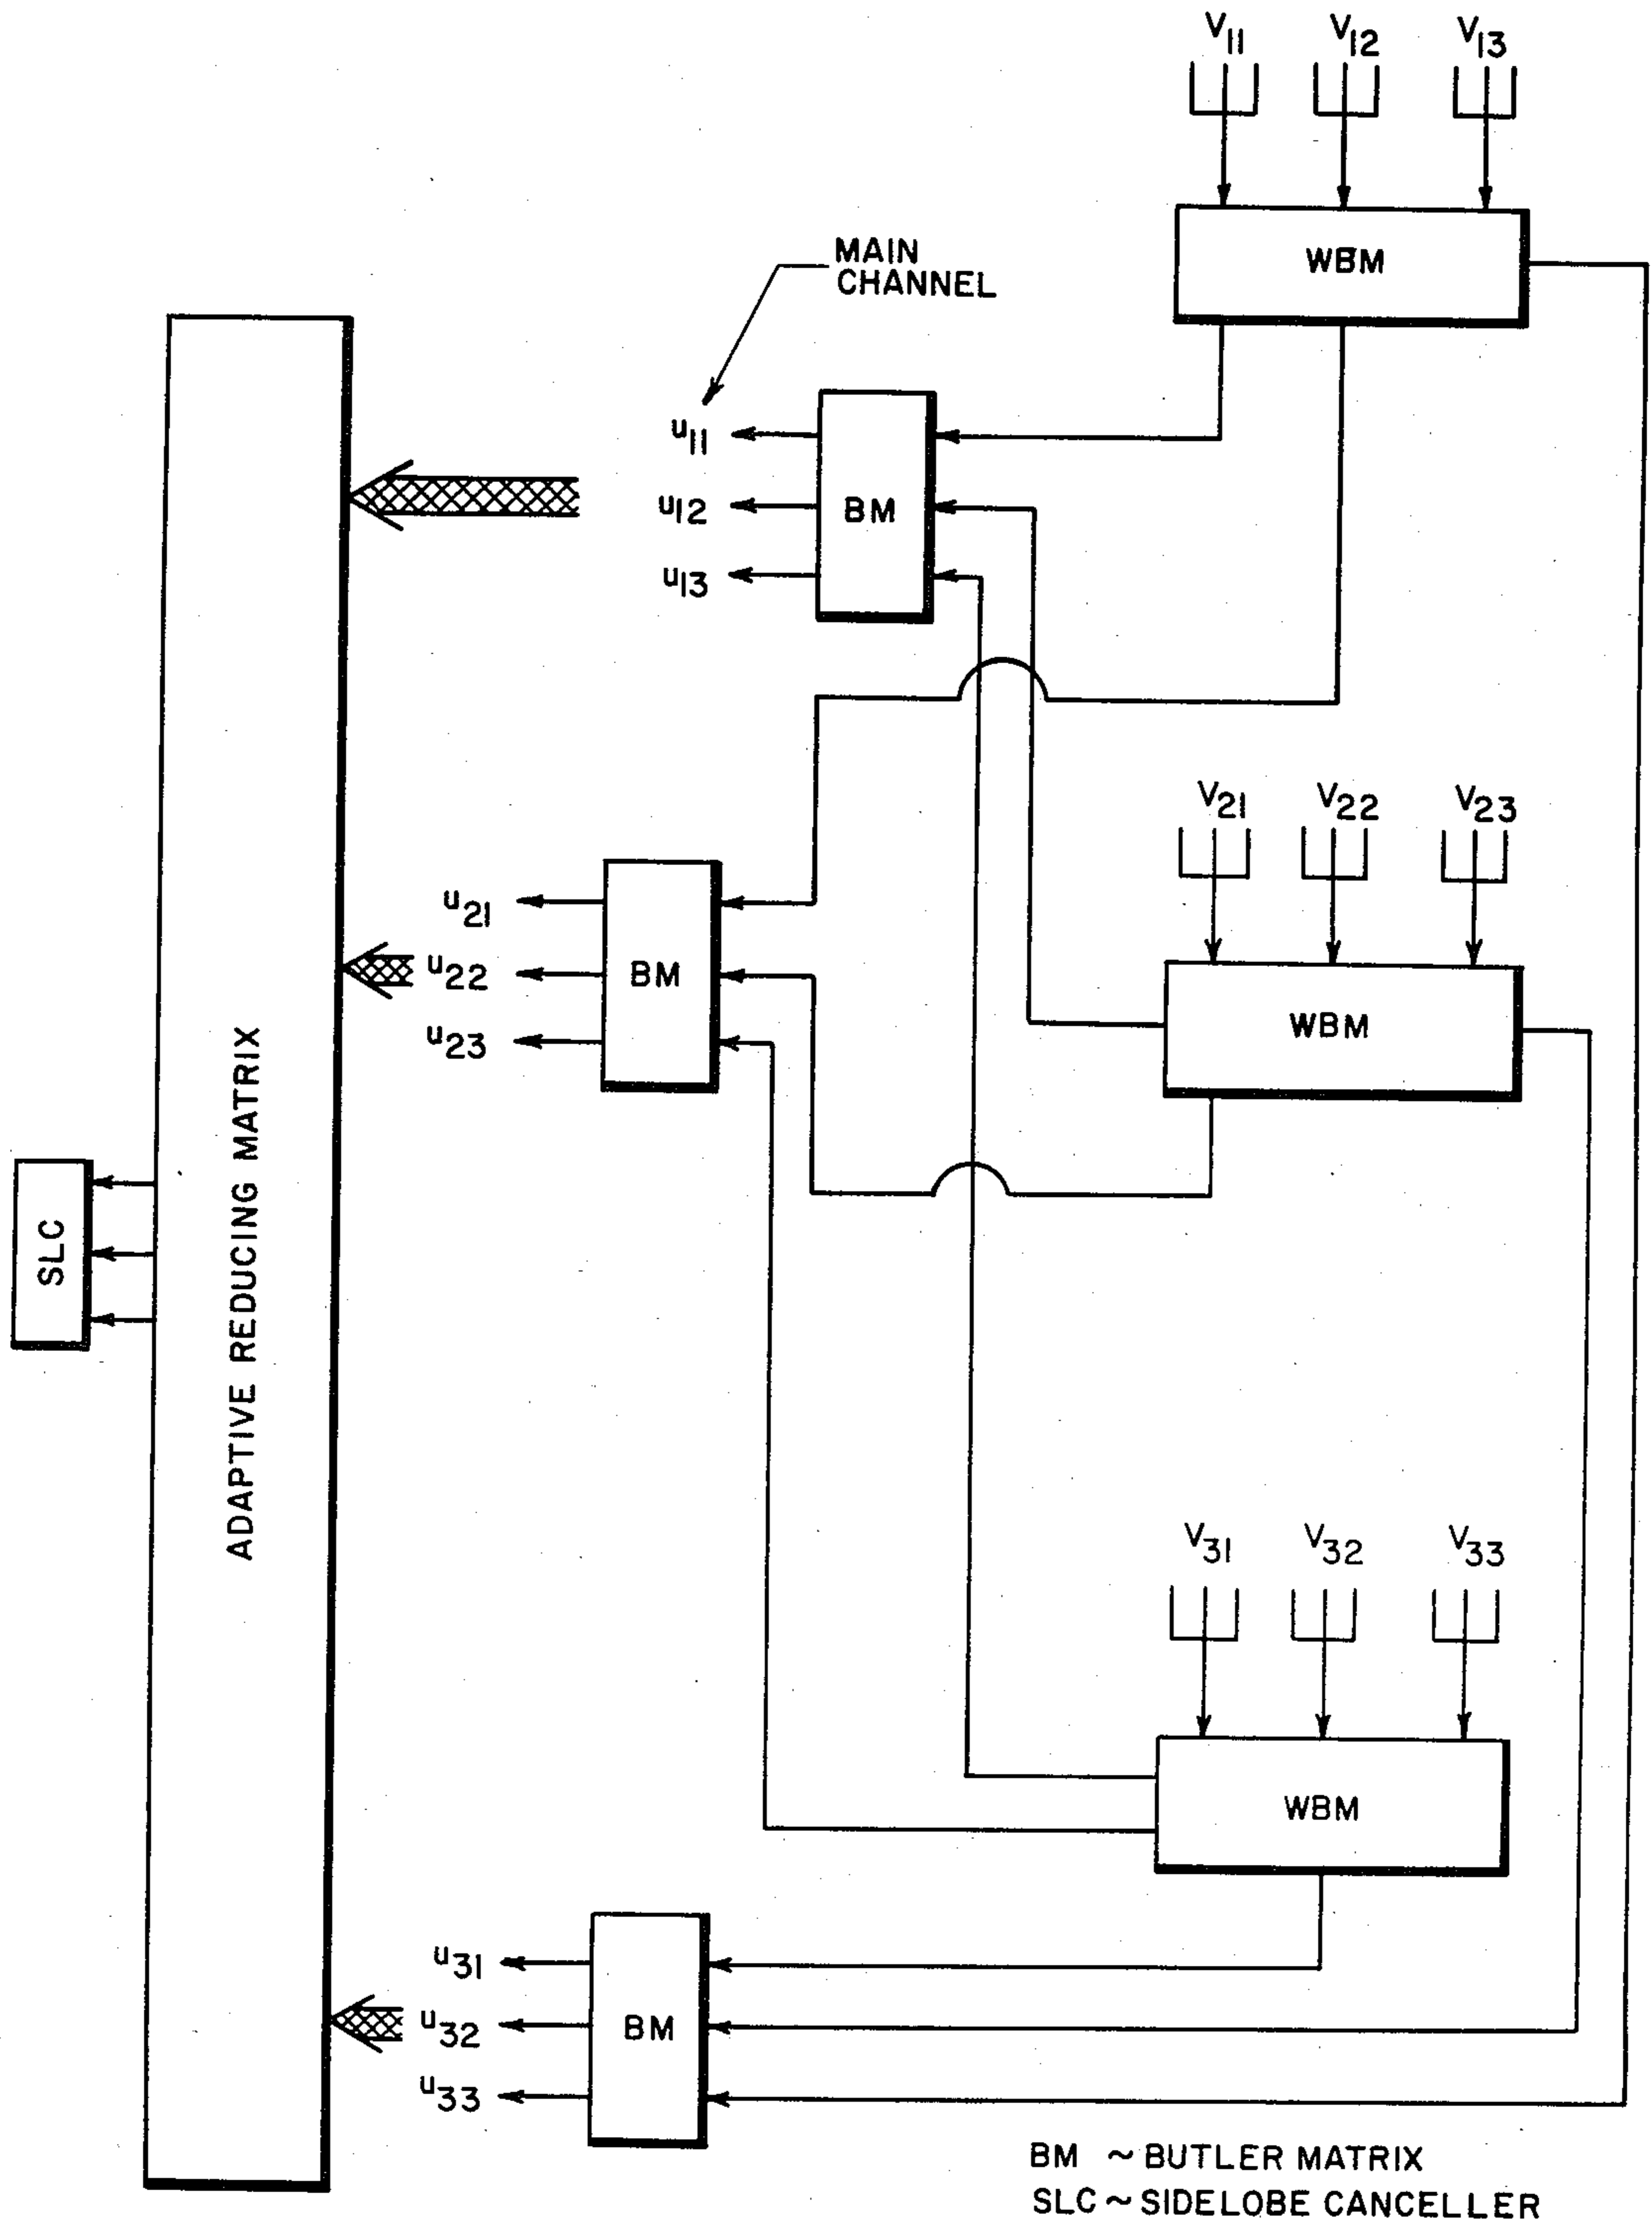 V11 V12 V13
WBM
MAIN
CHANNEL
u11
u12
u13
BM
V21 V22 V23
WBM
u21
u22
u23
BM
ADAPTIVE REDUCING MATRIX
SLC
V31 V32 V33
WBM
u31
u32
u33
BM
BM ~ BUTLER MATRIX
SLC ~ SIDELOBE CANCELLER